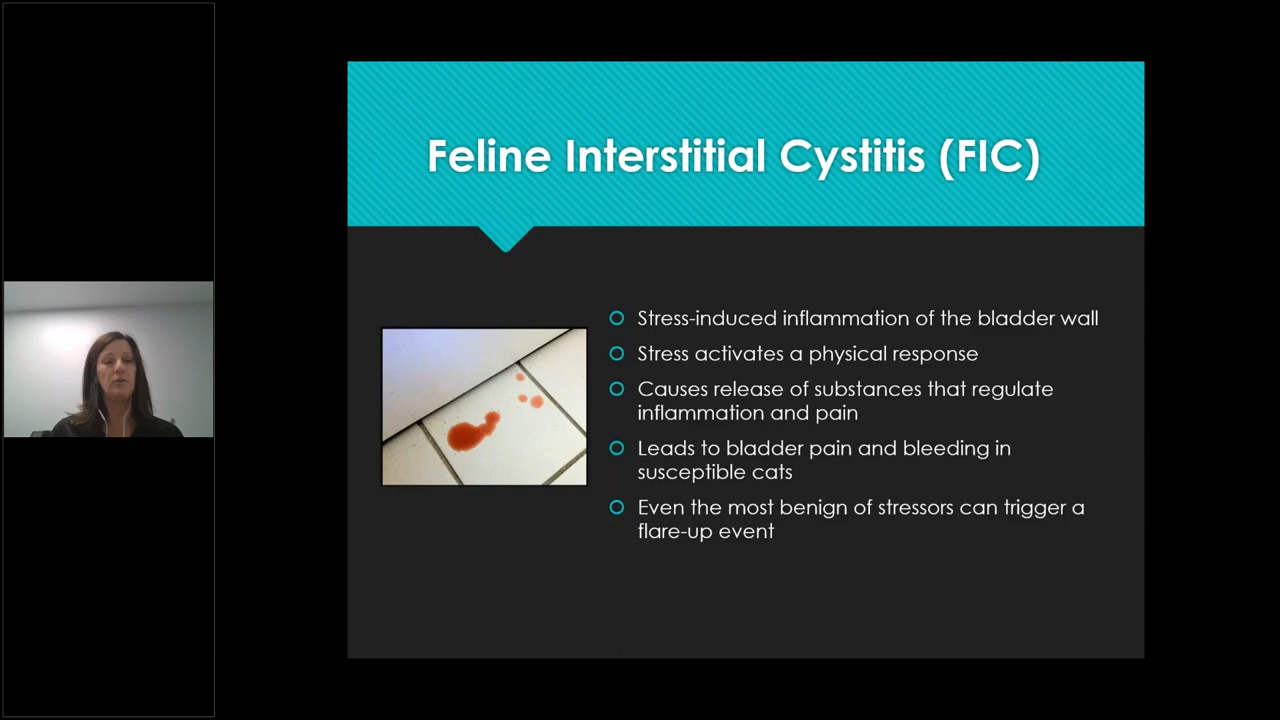 Feline Interstitial Cystitis (FIC)
Stress-induced inflammation of the bladder wall
Stress activates a physical response
Causes release of substances that regulate
inflammation and pain
Leads to bladder pain and bleeding in
susceptible cats
Even the most benign of stressors can trigger a
flare-up event